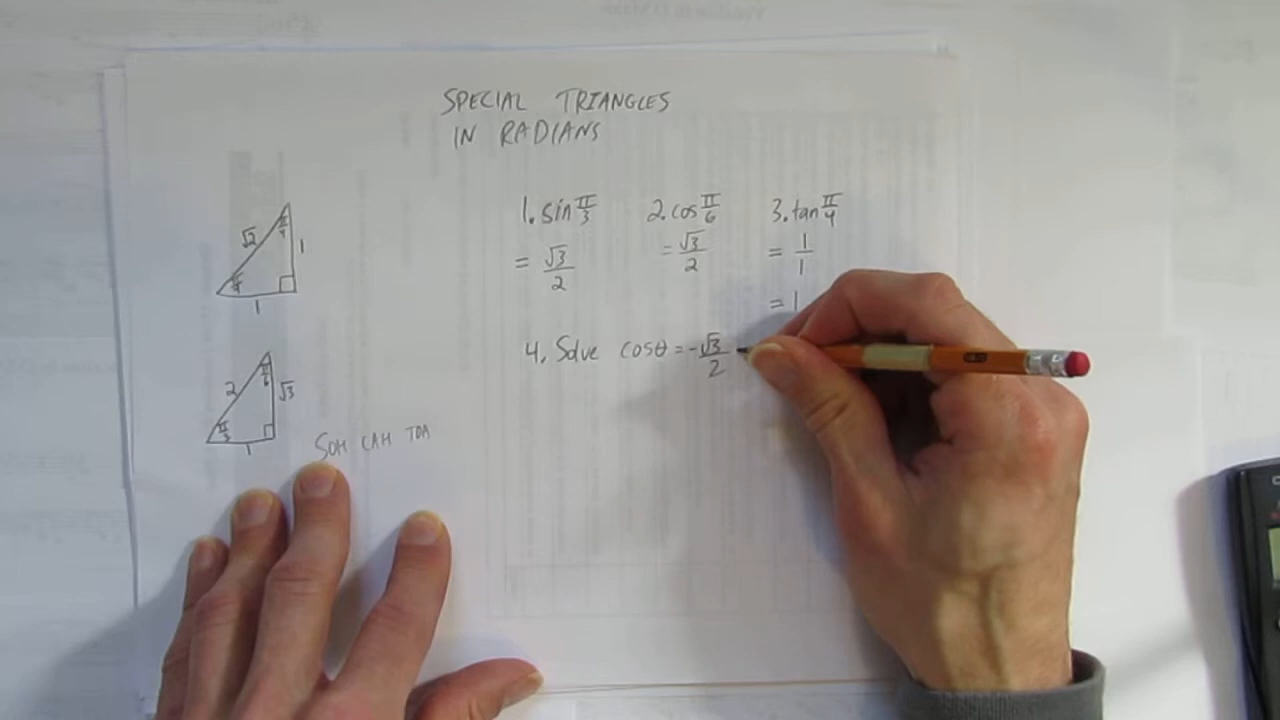 SPECIAL TRIANGLES
IN RADIANS
1. sin π/3
= √3/2
2. cos π/6
= √3/2
3. tan π/4
= 1/1
= 1
4. Solve cosθ = -√3/2
√2
π/4
1
π/4
1
2
π/6
√3
π/3
1
SOH CAH TOA